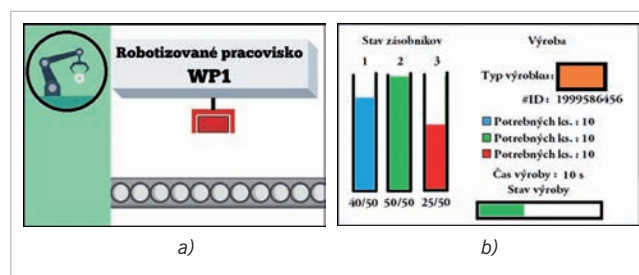 Robotizované pracovisko
WP1
Stav zásobníkov
1 2 3
40/50 50/50 25/50
Výroba
Typ výrobku:
#ID: 1999586456
Potrebných ks. : 10
Potrebných ks. : 10
Potrebných ks. : 10
Čas výroby : 10 s
Stav výroby
a)
b)